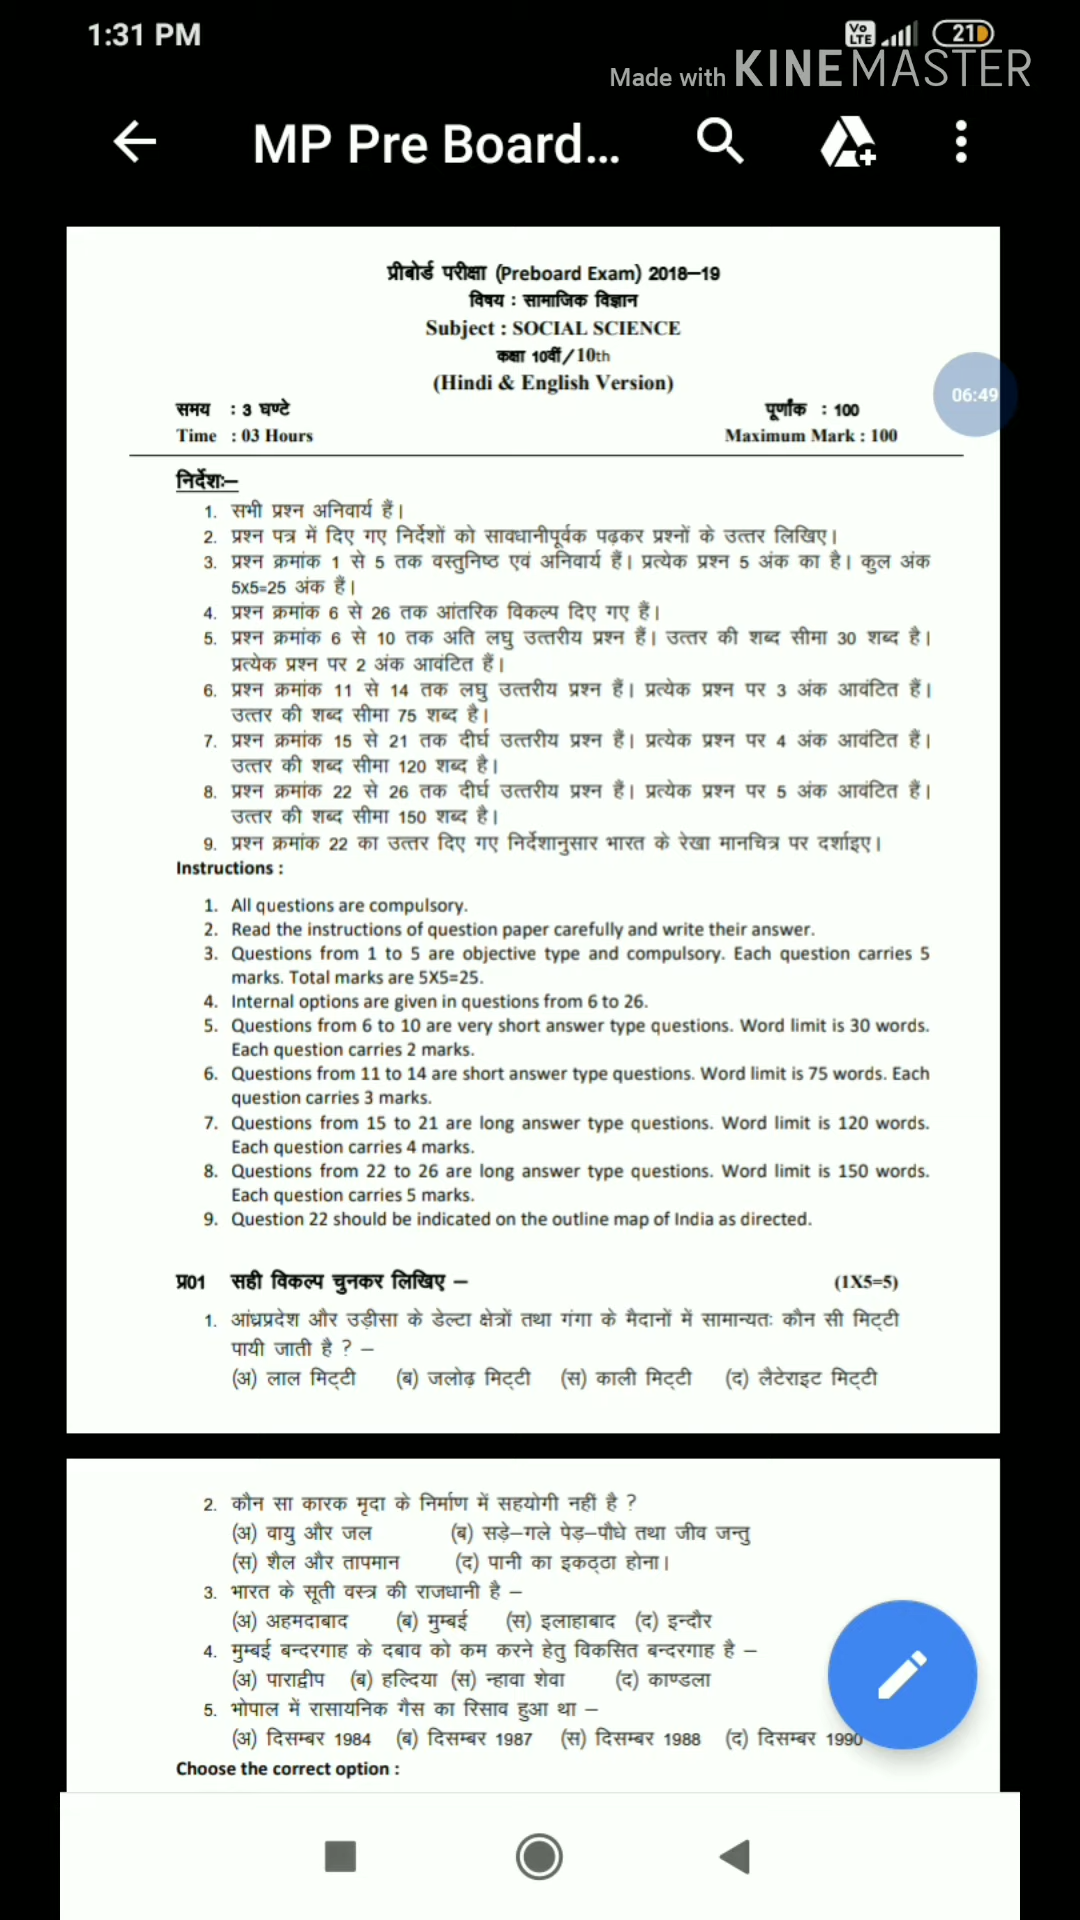 1:31 PM
Vo LTE
21
Made with KINEMASTER
MP Pre Board...
प्रीबोर्ड परीक्षा (Preboard Exam) 2018–19
विषय : सामाजिक विज्ञान
Subject : SOCIAL SCIENCE
कक्षा 10वीं/10th
(Hindi & English Version)
06:49
समय : 3 घण्टे पूर्णांक : 100
Time : 03 Hours Maximum Mark : 100
निर्देशः–
1. सभी प्रश्न अनिवार्य हैं।
2. प्रश्न पत्र में दिए गए निर्देशों को सावधानीपूर्वक पढ़कर प्रश्नों के उत्तर लिखिए।
3. प्रश्न क्रमांक 1 से 5 तक वस्तुनिष्ठ एवं अनिवार्य हैं। प्रत्येक प्रश्न 5 अंक का है। कुल अंक
5x5=25 अंक हैं।
4. प्रश्न क्रमांक 6 से 26 तक आंतरिक विकल्प दिए गए हैं।
5. प्रश्न क्रमांक 6 से 10 तक अति लघु उत्तरीय प्रश्न हैं। उत्तर की शब्द सीमा 30 शब्द है।
प्रत्येक प्रश्न पर 2 अंक आवंटित हैं।
6. प्रश्न क्रमांक 11 से 14 तक लघु उत्तरीय प्रश्न हैं। प्रत्येक प्रश्न पर 3 अंक आवंटित हैं।
उत्तर की शब्द सीमा 75 शब्द है।
7. प्रश्न क्रमांक 15 से 21 तक दीर्घ उत्तरीय प्रश्न हैं। प्रत्येक प्रश्न पर 4 अंक आवंटित हैं।
उत्तर की शब्द सीमा 120 शब्द है।
8. प्रश्न क्रमांक 22 से 26 तक दीर्घ उत्तरीय प्रश्न हैं। प्रत्येक प्रश्न पर 5 अंक आवंटित हैं।
उत्तर की शब्द सीमा 150 शब्द है।
9. प्रश्न क्रमांक 22 का उत्तर दिए गए निर्देशानुसार भारत के रेखा मानचित्र पर दर्शाइए।
Instructions :
1. All questions are compulsory.
2. Read the instructions of question paper carefully and write their answer.
3. Questions from 1 to 5 are objective type and compulsory. Each question carries 5
marks. Total marks are 5X5=25.
4. Internal options are given in questions from 6 to 26.
5. Questions from 6 to 10 are very short answer type questions. Word limit is 30 words.
Each question carries 2 marks.
6. Questions from 11 to 14 are short answer type questions. Word limit is 75 words. Each
question carries 3 marks.
7. Questions from 15 to 21 are long answer type questions. Word limit is 120 words.
Each question carries 4 marks.
8. Questions from 22 to 26 are long answer type questions. Word limit is 150 words.
Each question carries 5 marks.
9. Question 22 should be indicated on the outline map of India as directed.
प्र01 सही विकल्प चुनकर लिखिए – (1X5=5)
1. आंध्रप्रदेश और उड़ीसा के डेल्टा क्षेत्रों तथा गंगा के मैदानों में सामान्यतः कौन सी मिट्टी
पायी जाती है ? –
(अ) लाल मिट्टी (ब) जलोढ़ मिट्टी (स) काली मिट्टी (द) लैटेराइट मिट्टी
2. कौन सा कारक मृदा के निर्माण में सहयोगी नहीं है ?
(अ) वायु और जल (ब) सड़े–गले पेड़–पौधे तथा जीव जन्तु
(स) शैल और तापमान (द) पानी का इकठ्ठा होना।
3. भारत के सूती वस्त्र की राजधानी है –
(अ) अहमदाबाद (ब) मुम्बई (स) इलाहाबाद (द) इन्दौर
4. मुम्बई बन्दरगाह के दबाव को कम करने हेतु विकसित बन्दरगाह है –
(अ) पाराद्वीप (ब) हल्दिया (स) न्हावा शेवा (द) काण्डला
5. भोपाल में रासायनिक गैस का रिसाव हुआ था –
(अ) दिसम्बर 1984 (ब) दिसम्बर 1987 (स) दिसम्बर 1988 (द) दिसम्बर 1990
Choose the correct option :